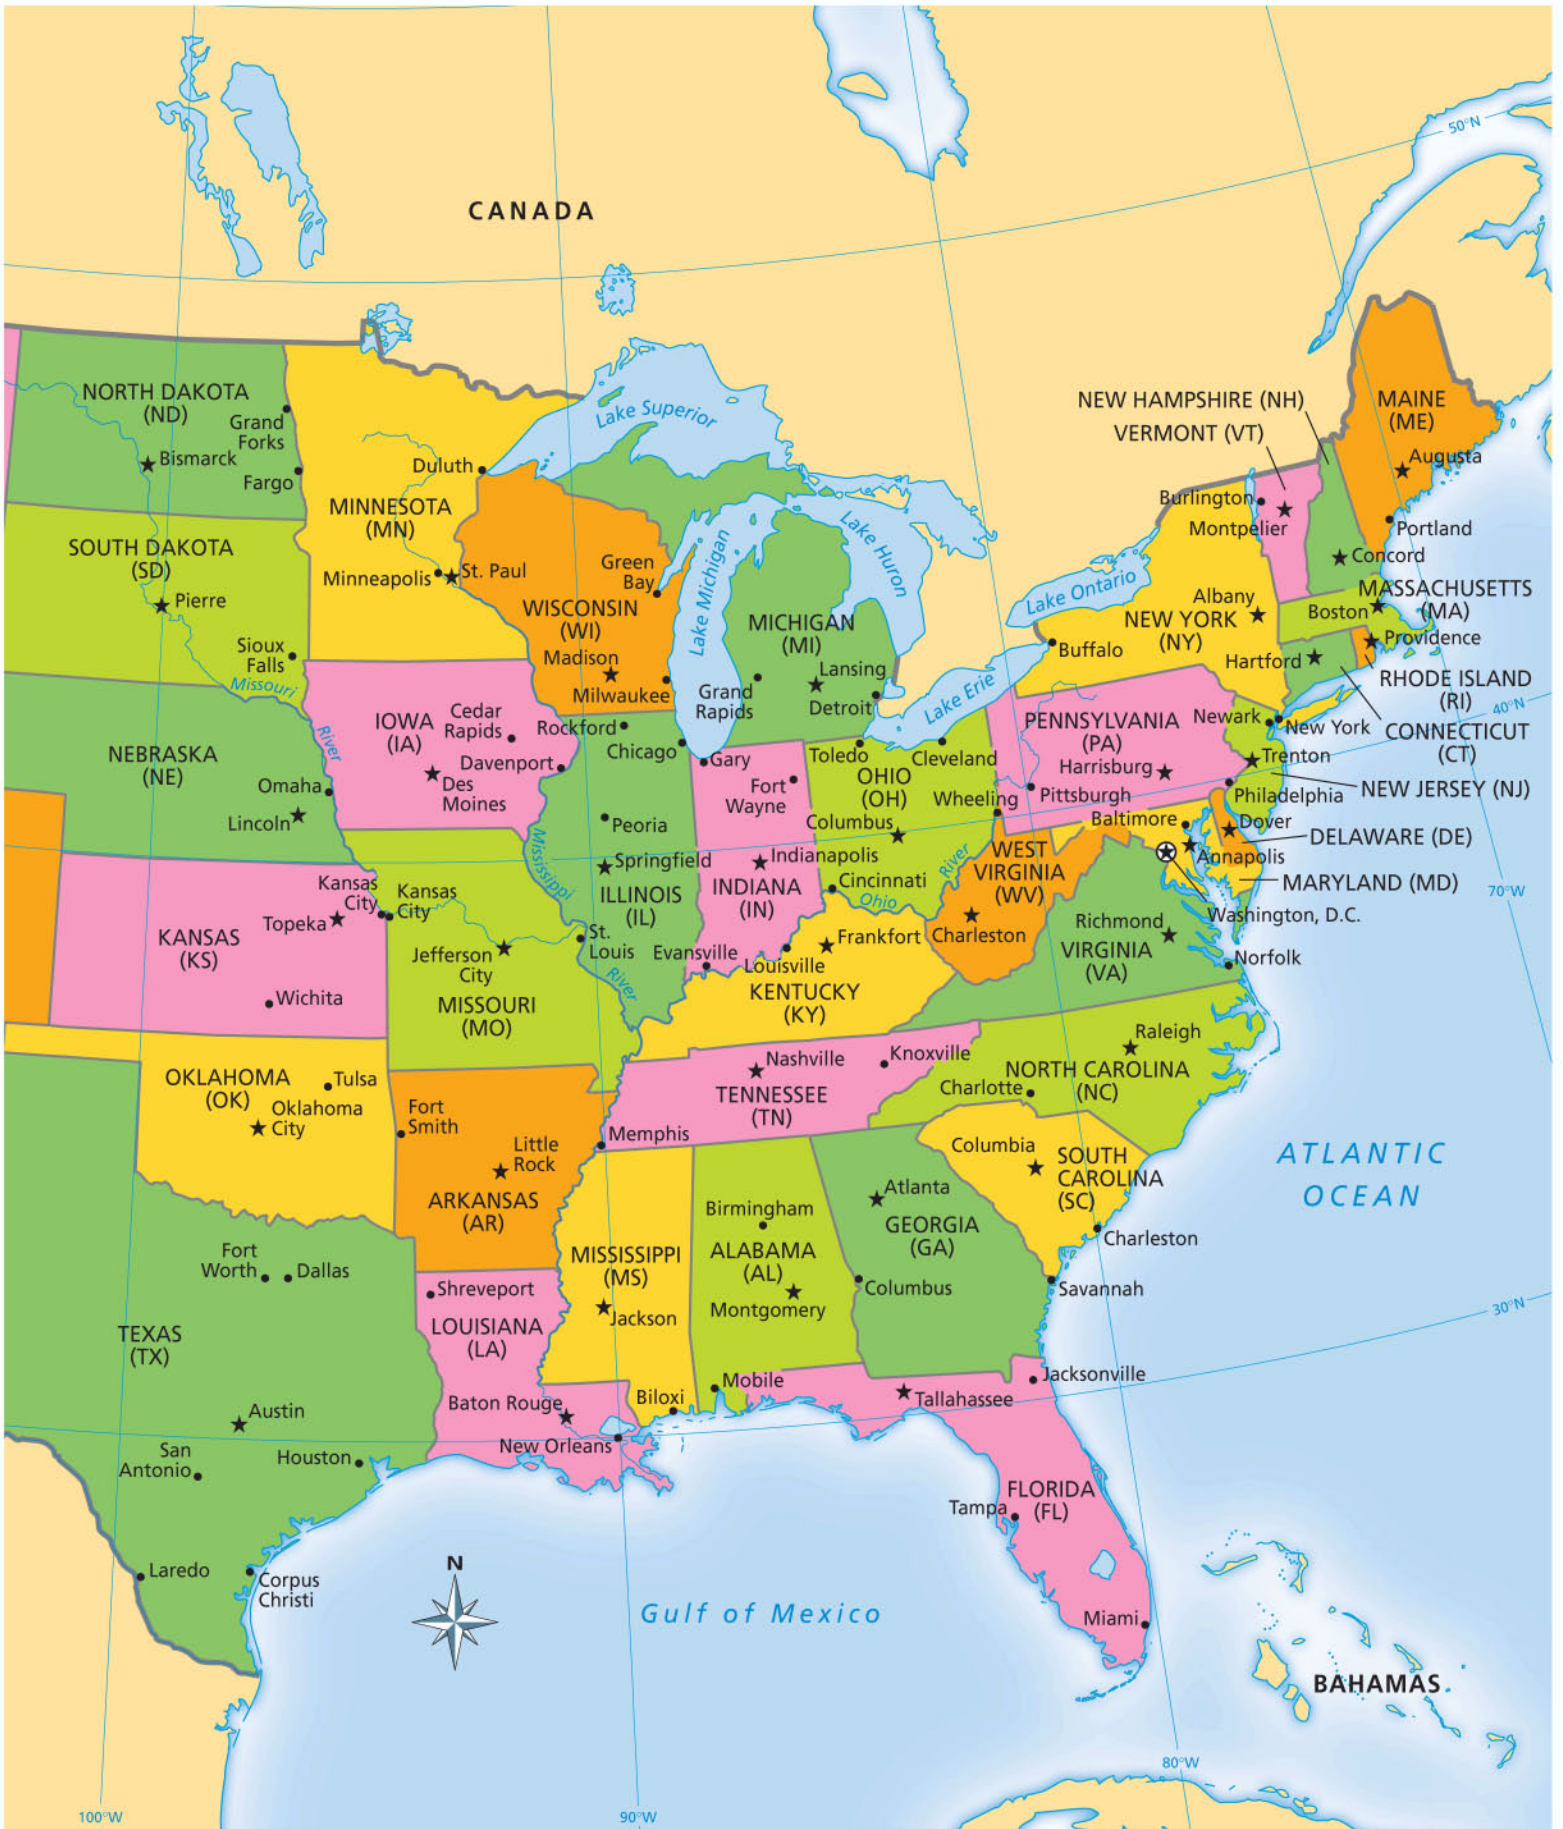 50°N
CANADA
NORTH DAKOTA
(ND)
Grand
Forks
Bismarck
Fargo
Duluth
MINNESOTA
(MN)
Minneapolis
St. Paul
Lake Superior
NEW HAMPSHIRE (NH)
VERMONT (VT)
MAINE
(ME)
Augusta
Burlington
Montpelier
Portland
Concord
SOUTH DAKOTA
(SD)
Pierre
Sioux
Falls
Missouri
River
Green
Bay
WISCONSIN
(WI)
Madison
Milwaukee
Lake Michigan
Lake Huron
MICHIGAN
(MI)
Lansing
Grand
Rapids
Detroit
Lake Ontario
Lake Erie
Albany
NEW YORK
(NY)
Buffalo
MASSACHUSETTS
(MA)
Boston
Providence
Hartford
RHODE ISLAND
(RI)
40°N
CONNECTICUT
(CT)
NEBRASKA
(NE)
Omaha
Lincoln
IOWA
(IA)
Cedar
Rapids
Davenport
Des
Moines
Rockford
Chicago
Peoria
Springfield
ILLINOIS
(IL)
Mississippi
River
Gary
Fort
Wayne
Indianapolis
INDIANA
(IN)
Evansville
Toledo
Cleveland
OHIO
(OH)
Columbus
Cincinnati
Ohio
River
Wheeling
PENNSYLVANIA
(PA)
Harrisburg
Pittsburgh
Newark
New York
Trenton
Philadelphia
NEW JERSEY (NJ)
Baltimore
Dover
DELAWARE (DE)
Annapolis
MARYLAND (MD)
70°W
Washington, D.C.
WEST
VIRGINIA
(WV)
Charleston
Richmond
VIRGINIA
(VA)
Norfolk
Kansas
City
Kansas
City
Topeka
KANSAS
(KS)
Wichita
Jefferson
City
St.
Louis
MISSOURI
(MO)
Frankfort
Louisville
KENTUCKY
(KY)
OKLAHOMA
(OK)
Tulsa
Oklahoma
City
Fort
Smith
Little
Rock
ARKANSAS
(AR)
Nashville
Knoxville
TENNESSEE
(TN)
Memphis
Raleigh
NORTH CAROLINA
(NC)
Charlotte
Columbia
SOUTH
CAROLINA
(SC)
Charleston
ATLANTIC
OCEAN
Fort
Worth
Dallas
TEXAS
(TX)
Austin
San
Antonio
Houston
Laredo
Corpus
Christi
Shreveport
LOUISIANA
(LA)
Baton Rouge
New Orleans
MISSISSIPPI
(MS)
Jackson
Biloxi
Birmingham
ALABAMA
(AL)
Montgomery
Mobile
Atlanta
GEORGIA
(GA)
Columbus
Savannah
30°N
Jacksonville
Tallahassee
FLORIDA
(FL)
Tampa
Miami
N
Gulf of Mexico
BAHAMAS
80°W
100°W
90°W